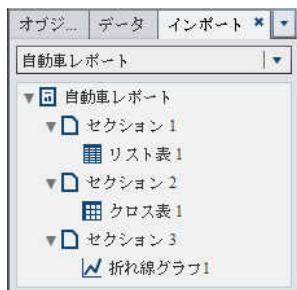 オブジ... データ インポート
自動車レポート
自動車レポート
セクション 1
リスト表 1
セクション 2
クロス表 1
セクション 3
折れ線グラフ1